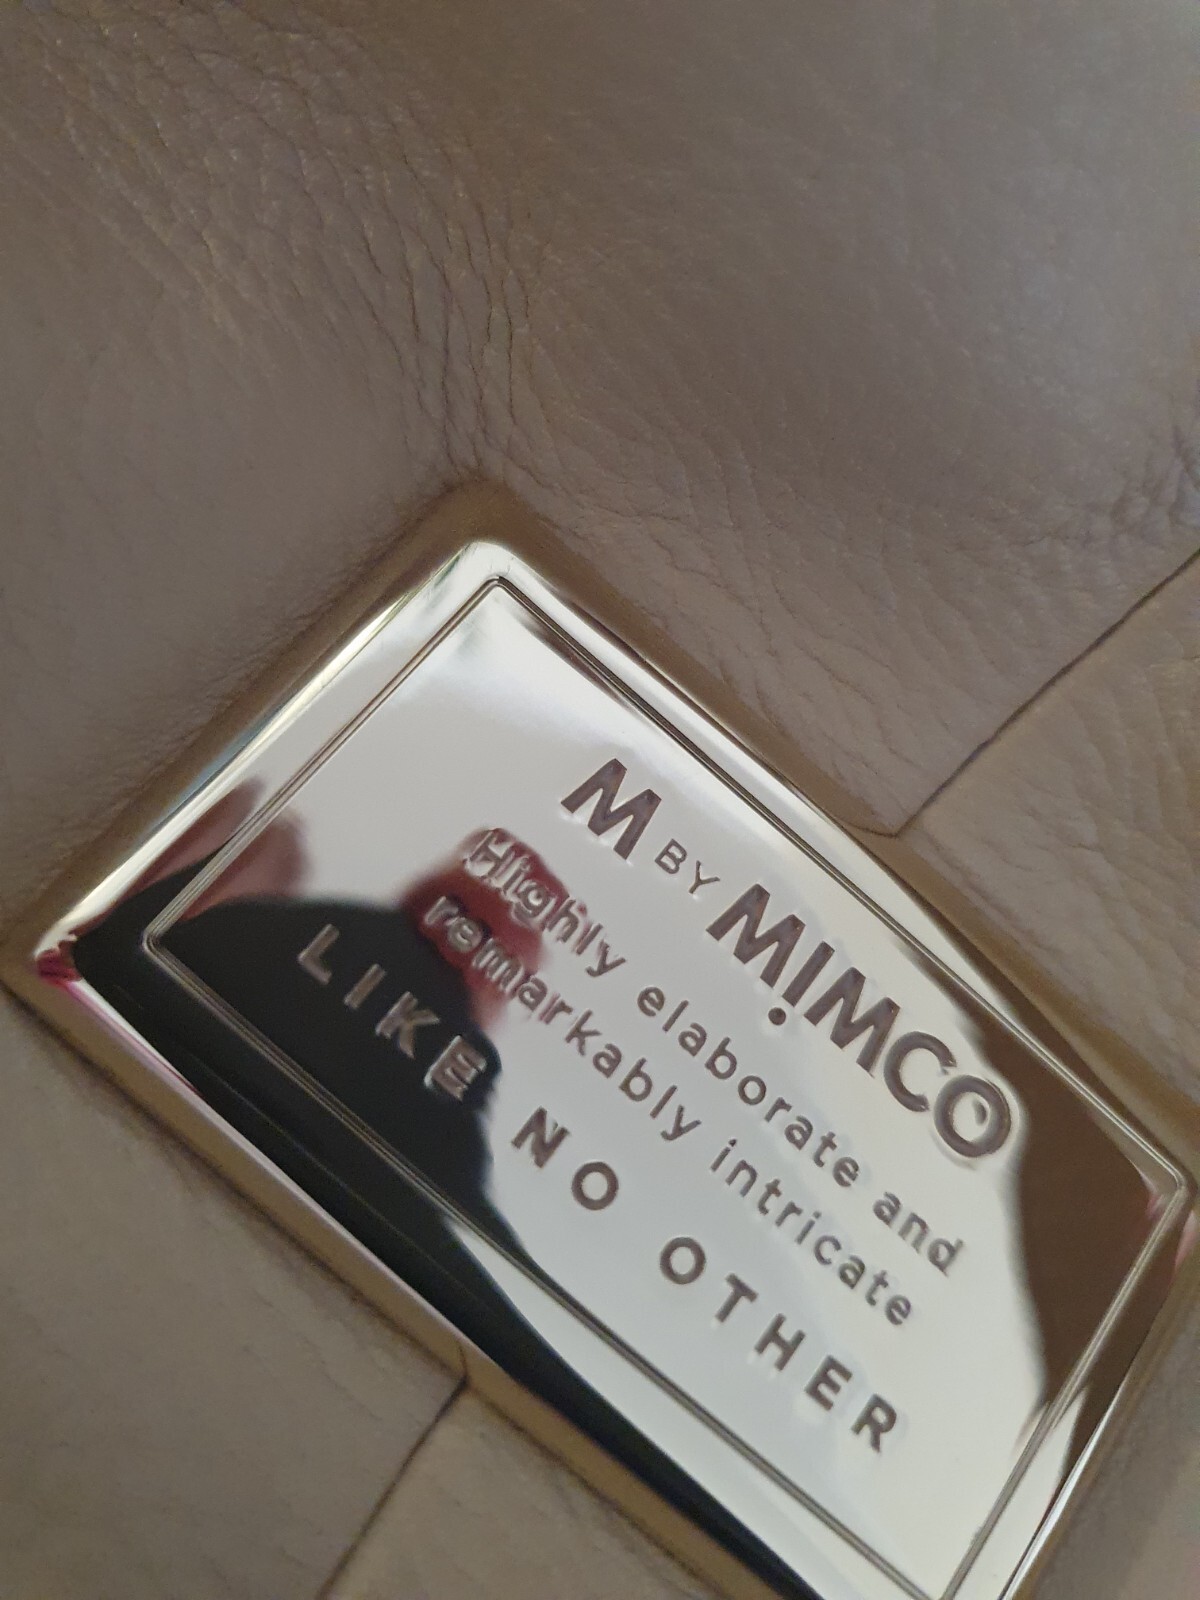 M BY MIMCO
Highly elaborate and
remarkably intricate
LIKE NO OTHER